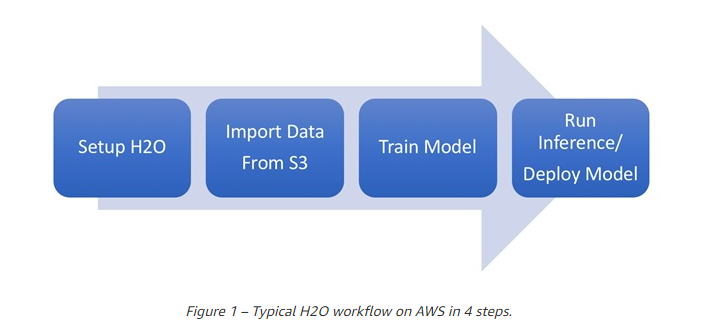 Setup H2O
Import Data
From S3
Train Model
Run
Inference/
Deploy Model
Figure 1 – Typical H2O workflow on AWS in 4 steps.